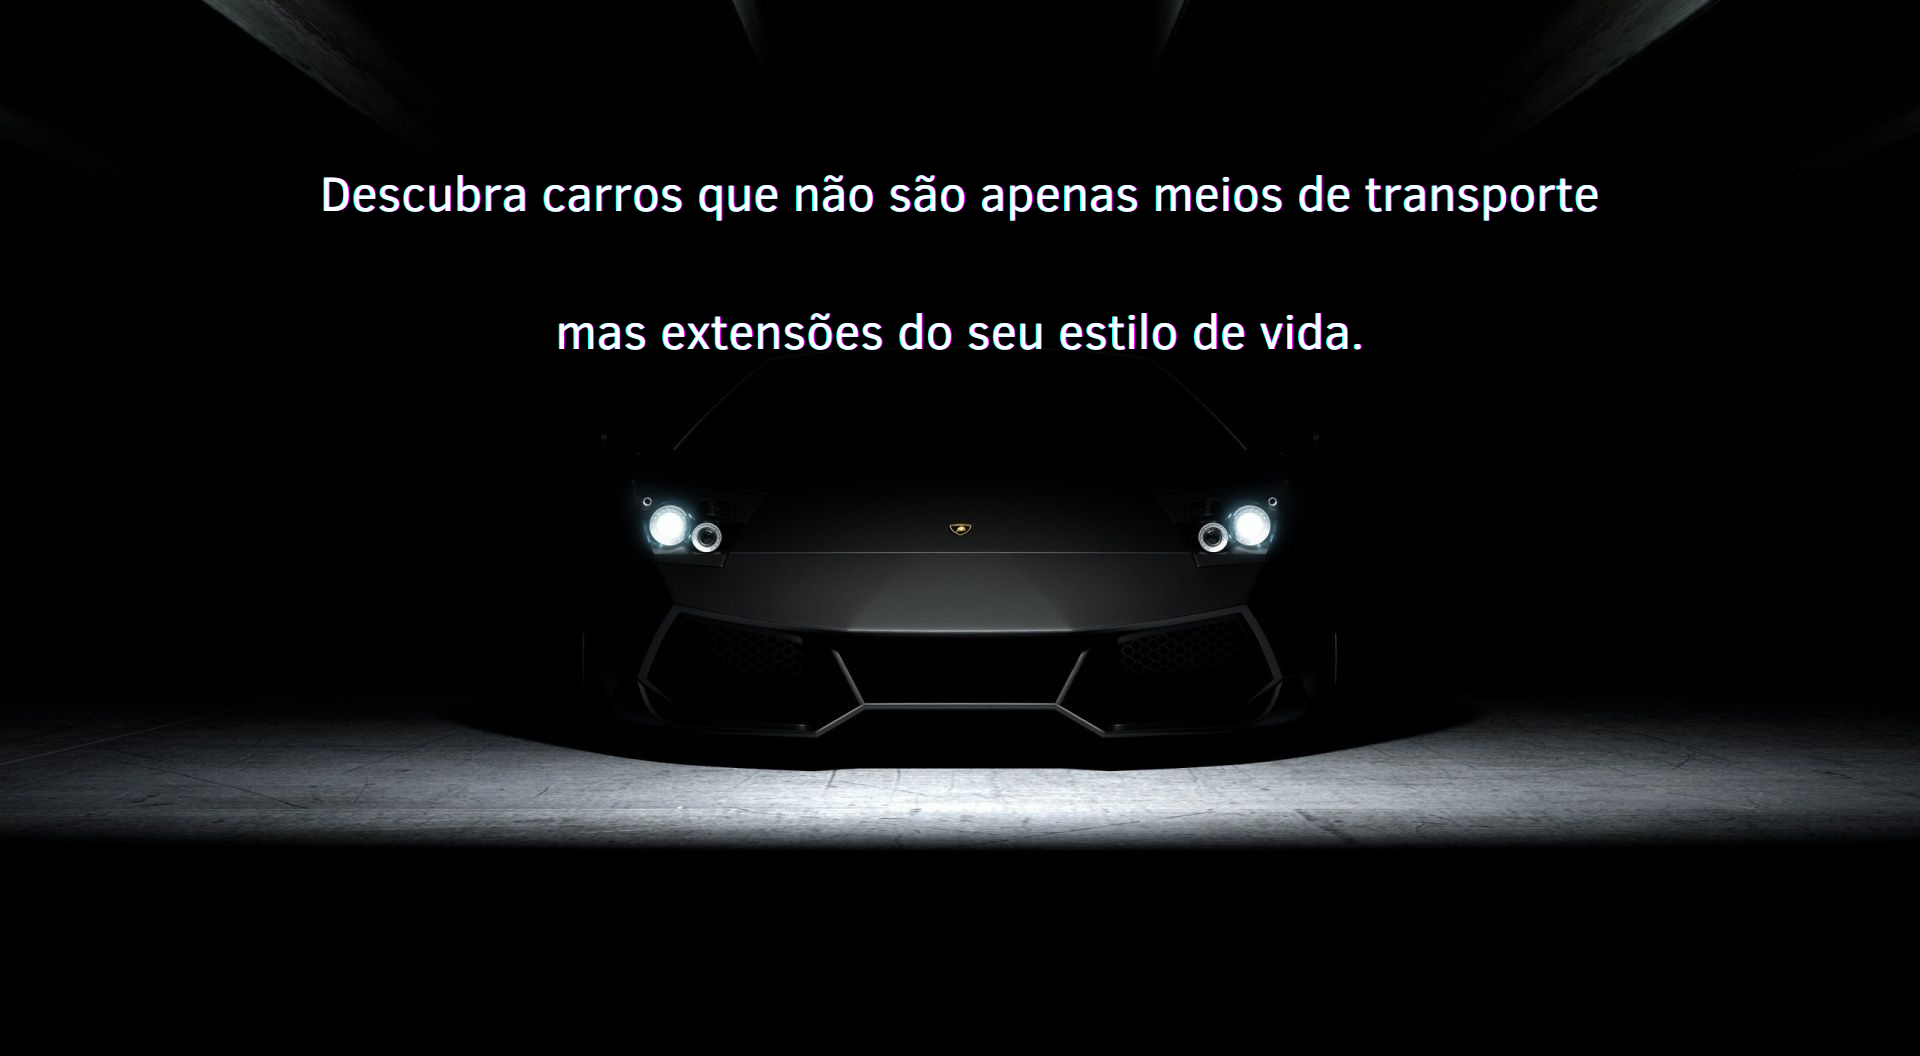 Descubra carros que não são apenas meios de transporte
mas extensões do seu estilo de vida.